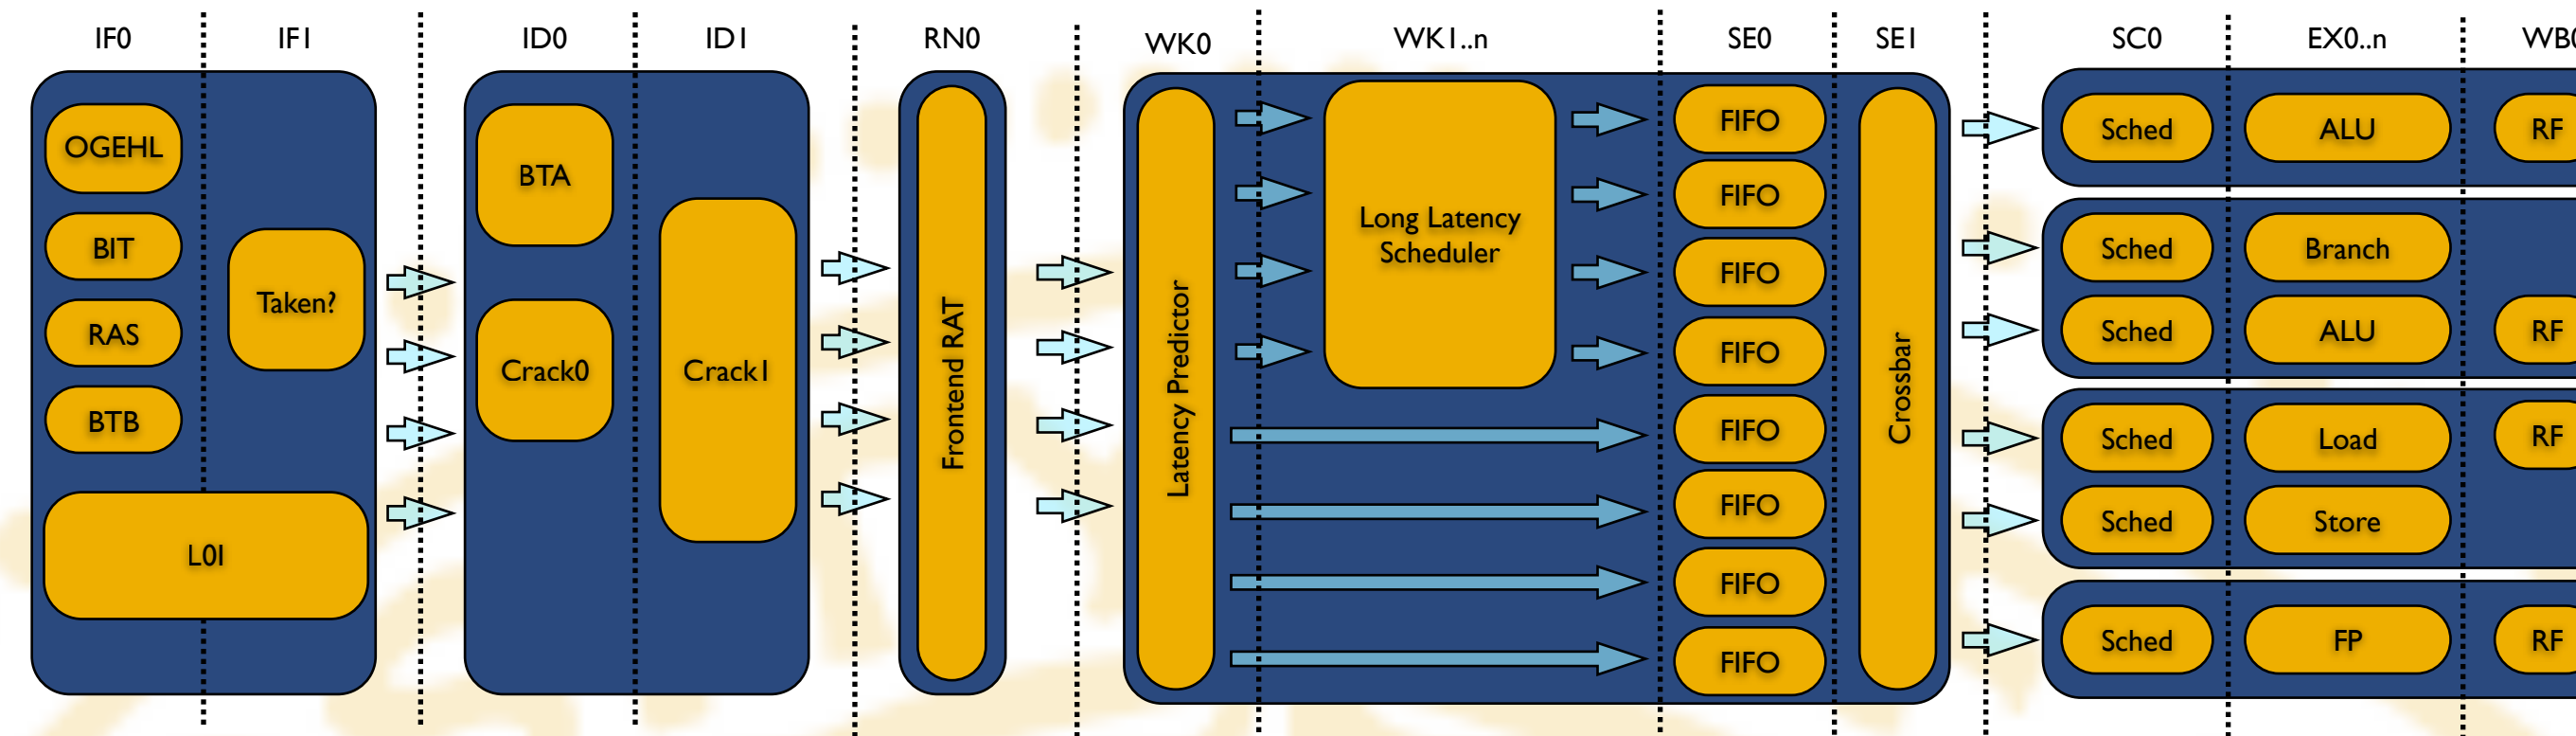 IF0
IF1
ID0
ID1
RN0
WK0
WK1..n
SE0
SE1
SC0
EX0..n
WB0
OGEHL
BIT
RAS
BTB
L0I
Taken?
BTA
Crack0
Crack1
Frontend RAT
Latency Predictor
Long Latency
Scheduler
FIFO
FIFO
FIFO
FIFO
FIFO
FIFO
FIFO
FIFO
Crossbar
Sched
ALU
RF
Sched
Branch
Sched
ALU
RF
Sched
Load
RF
Sched
Store
Sched
FP
RF